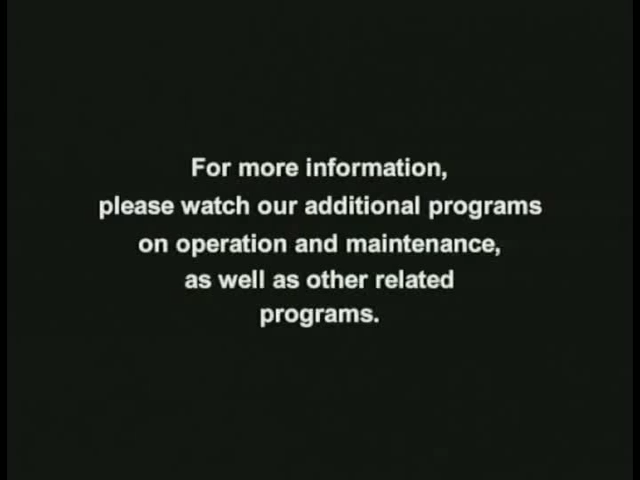 For more information,
please watch our additional programs
on operation and maintenance,
as well as other related
programs.